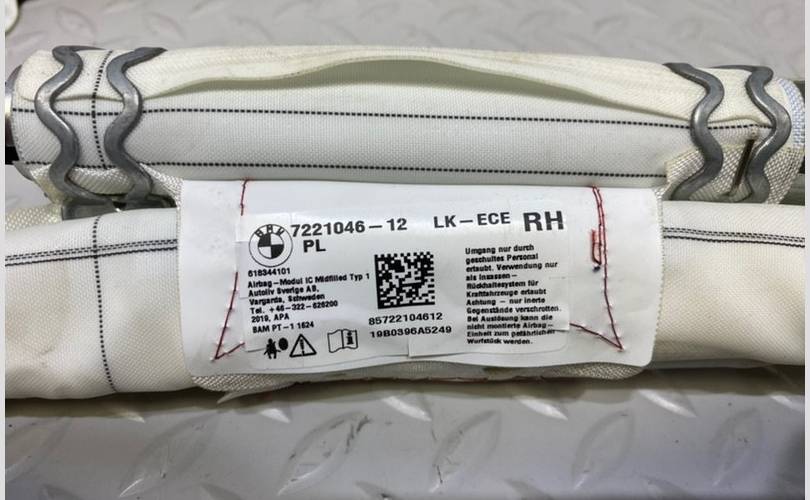 BMW
7221046-12 LK-ECE RH
PL
618344101
Airbag-Modul IC Midfilled Typ 1
Autoliv Sverige AB,
Vargarda, Schweden
Tel. +46-322-626200
2019, APA
BAM PT-1 1624
85722104612
19B0396A5249
Umgang nur durch
geschultes Personal
erlaubt. Verwendung nur
als Insassen-
Rückhaltesystem für
Kraftfahrzeuge erlaubt
Achtung - nur inerte
Gegenstände verschrotten.
Bei Auslösung kann die
nicht montierte Airbag-
Einheit zum gefährlichen
Wurfstück werden.